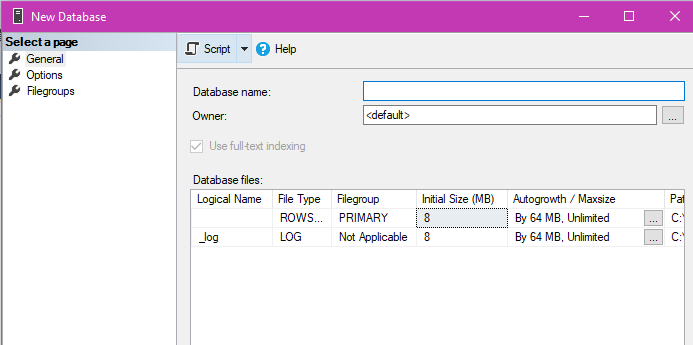 New Database
Select a page
General
Options
Filegroups
Script Help
Database name:
Owner: <default> ...
Use full-text indexing
Database files:
Logical Name File Type Filegroup Initial Size (MB) Autogrowth / Maxsize Pat
ROWS... PRIMARY 8 By 64 MB, Unlimited ... C:\
_log LOG Not Applicable 8 By 64 MB, Unlimited ... C:\